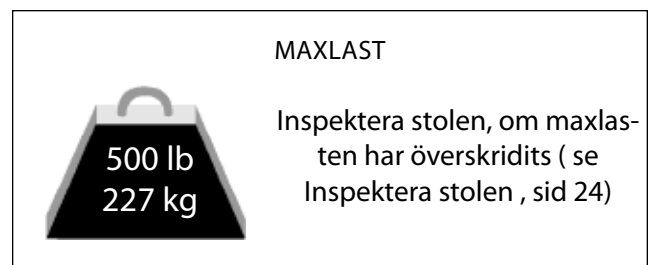 MAXLAST
Inspektera stolen, om maxlas-
ten har överskridits ( se
Inspektera stolen , sid 24)
500 lb
227 kg